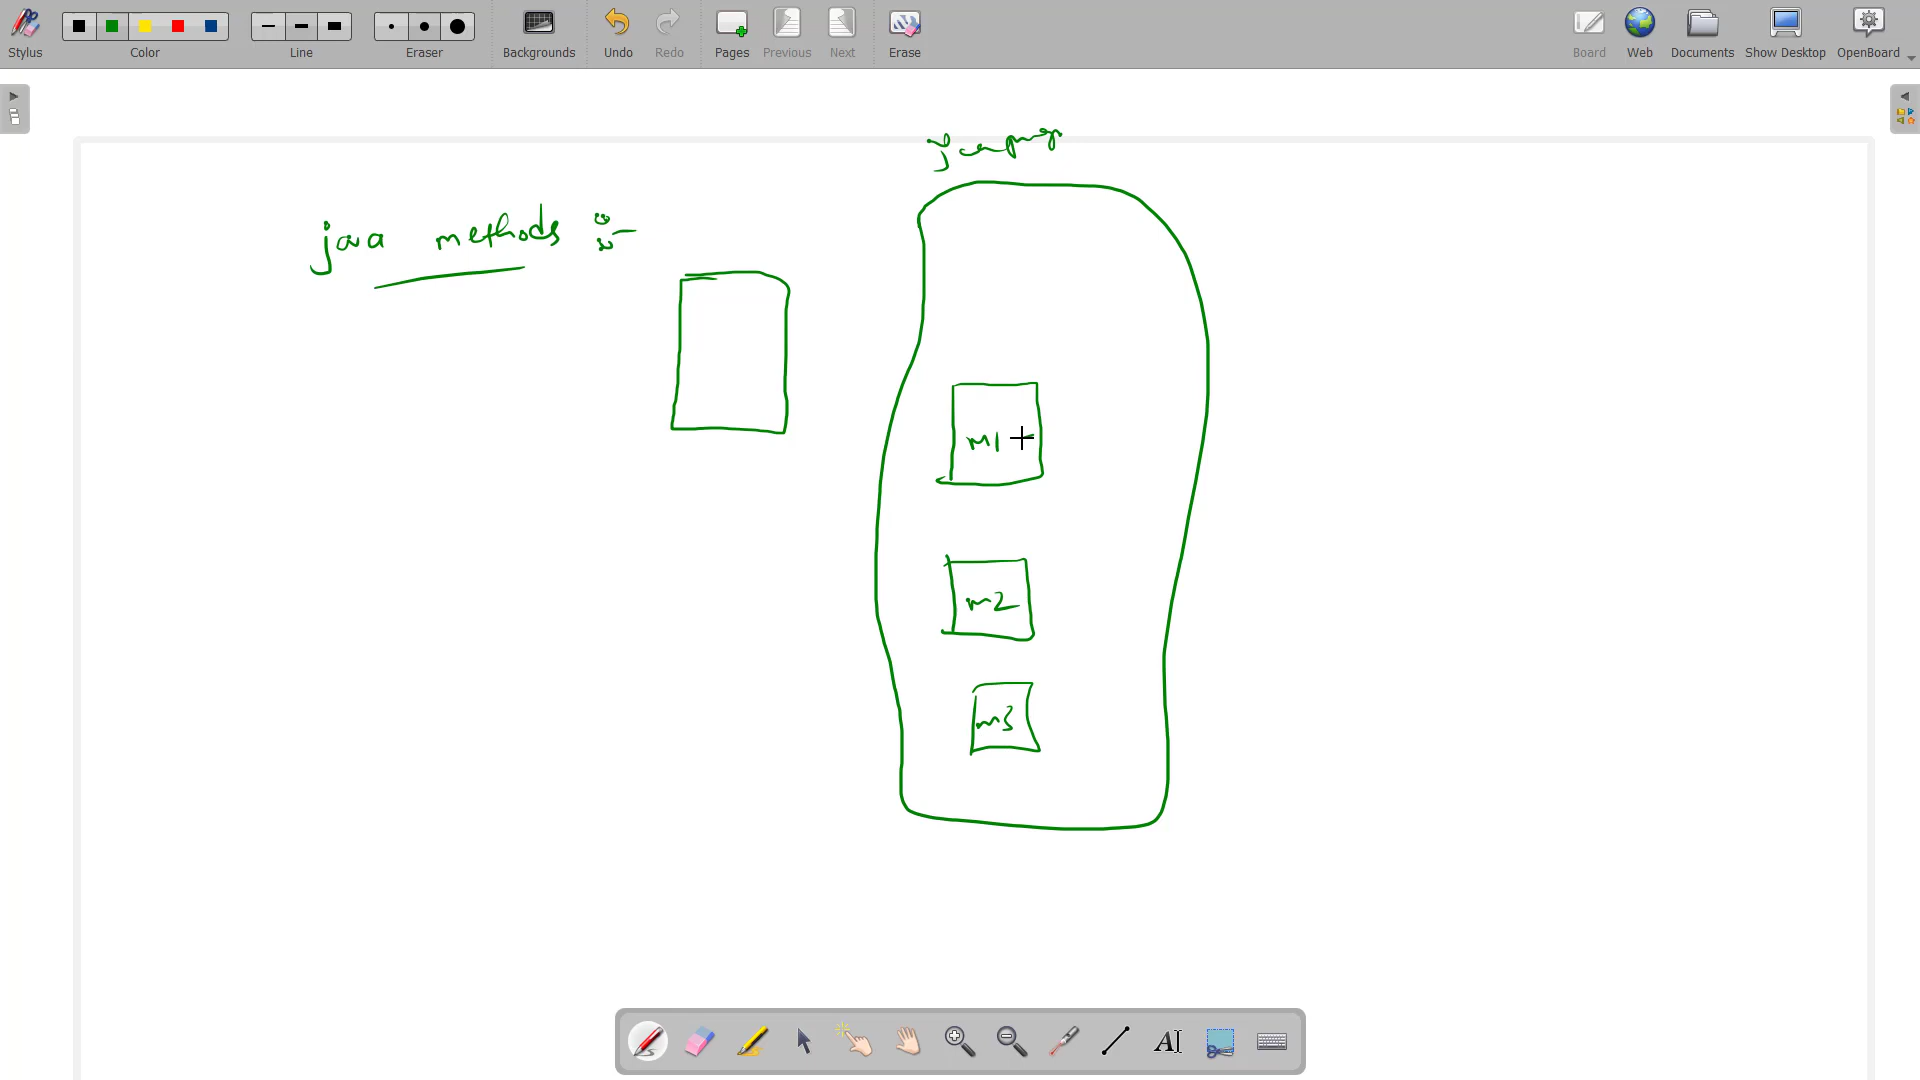 Stylus Color Line Eraser Backgrounds Undo Redo Pages Previous Next Erase Board Web Documents Show Desktop OpenBoard
java methods :-
m1
m2
m3